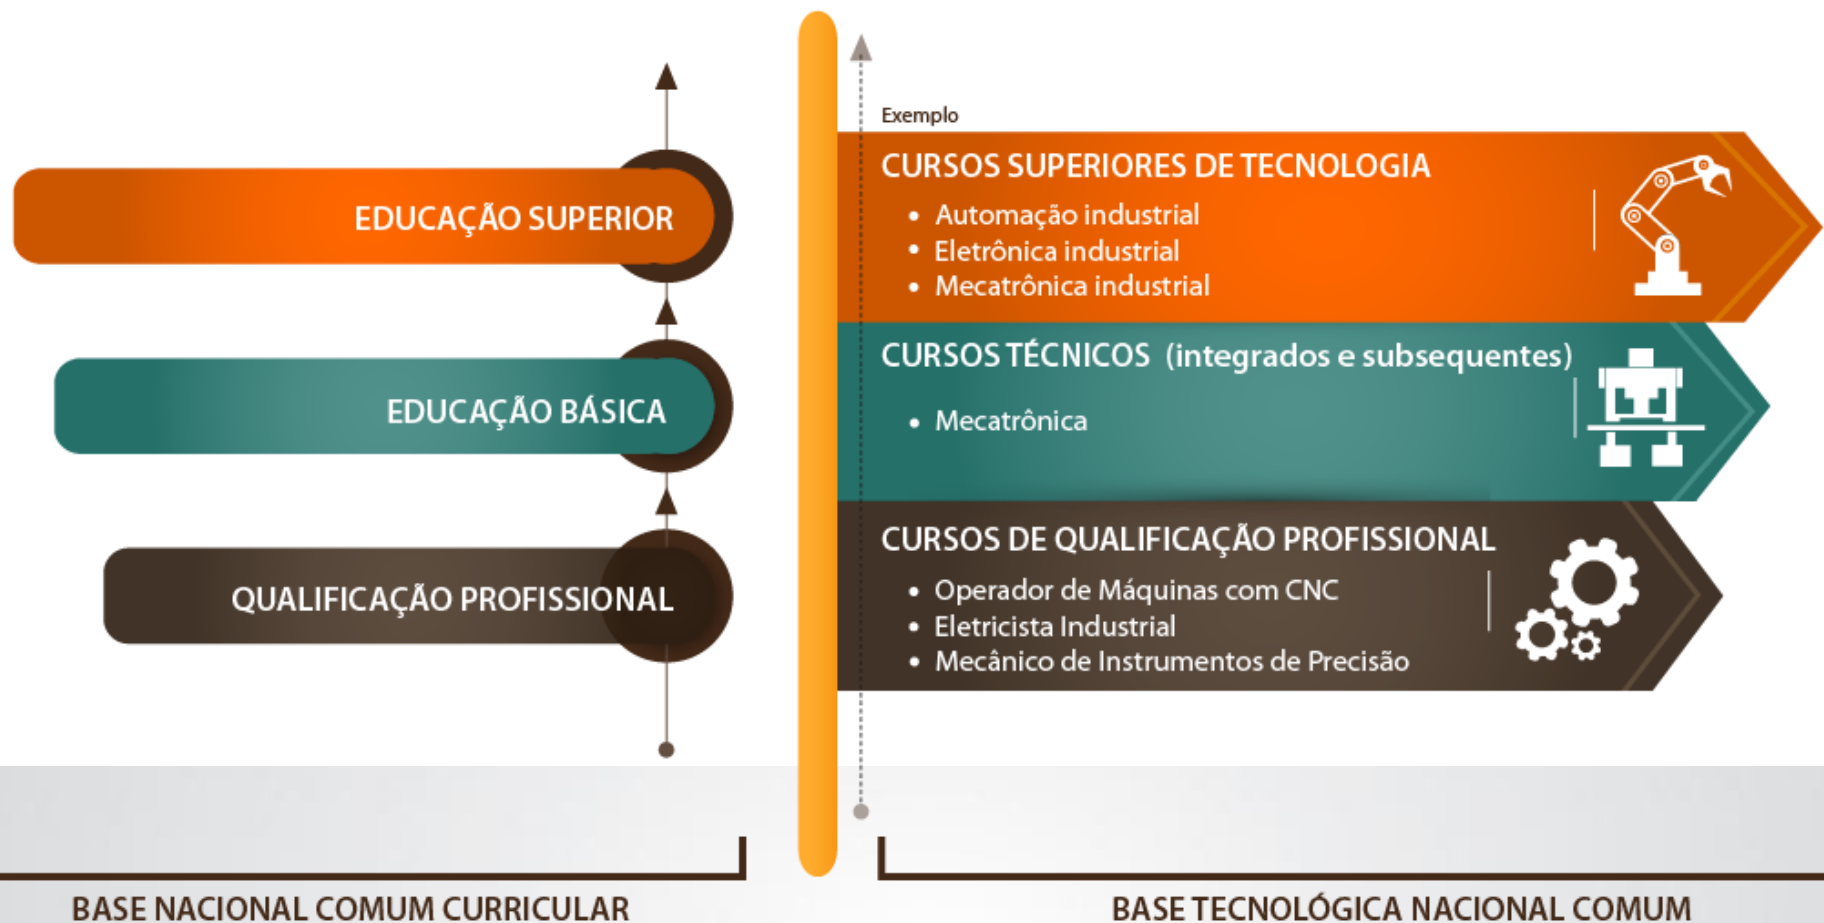 EDUCAÇÃO SUPERIOR
EDUCAÇÃO BÁSICA
QUALIFICAÇÃO PROFISSIONAL
BASE NACIONAL COMUM CURRICULAR
Exemplo
CURSOS SUPERIORES DE TECNOLOGIA
• Automação industrial
• Eletrônica industrial
• Mecatrônica industrial
CURSOS TÉCNICOS (integrados e subsequentes)
• Mecatrônica
CURSOS DE QUALIFICAÇÃO PROFISSIONAL
• Operador de Máquinas com CNC
• Eletricista Industrial
• Mecânico de Instrumentos de Precisão
BASE TECNOLÓGICA NACIONAL COMUM